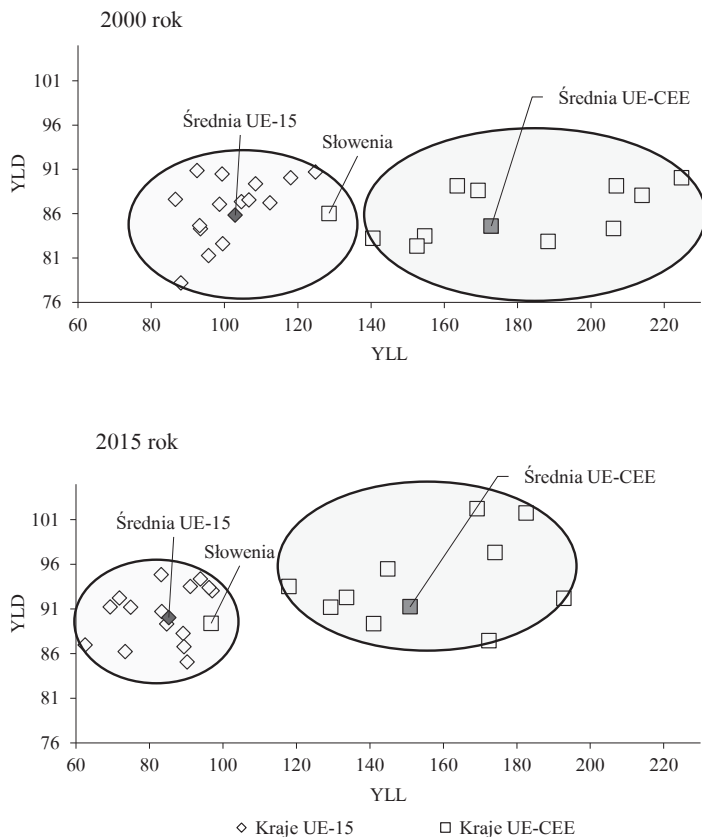 2000 rok
101
96
91
86
81
76
YLD
Średnia UE-15
Słowenia
Średnia UE-CEE
60 80 100 120 140 160 180 200 220
YLL
2015 rok
101
96
91
86
81
76
YLD
Średnia UE-15
Słowenia
Średnia UE-CEE
60 80 100 120 140 160 180 200 220
YLL
Kraje UE-15 Kraje UE-CEE